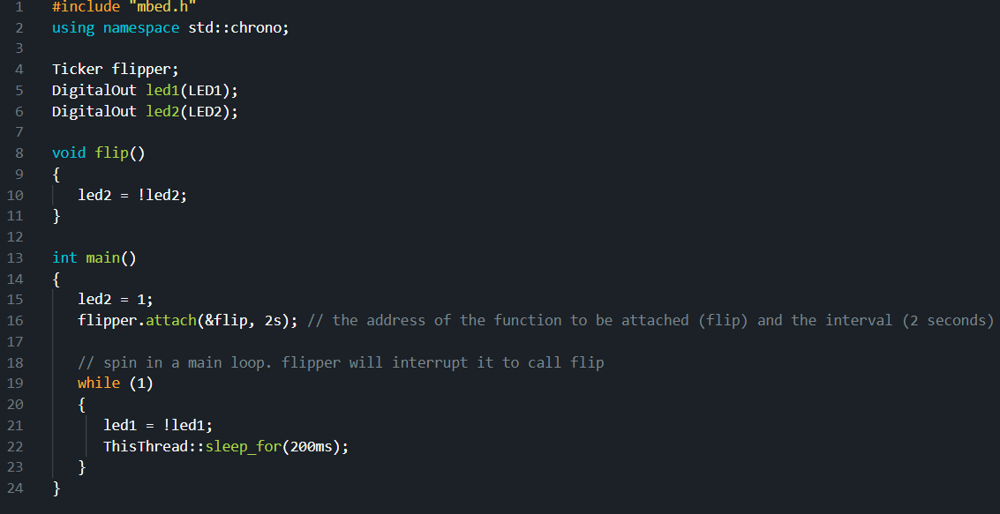 1 #include "mbed.h"
2 using namespace std::chrono;
3
4 Ticker flipper;
5 DigitalOut led1(LED1);
6 DigitalOut led2(LED2);
7
8 void flip()
9 {
10    led2 = !led2;
11 }
12
13 int main()
14 {
15    led2 = 1;
16    flipper.attach(&flip, 2s); // the address of the function to be attached (flip) and the interval (2 seconds)
17
18    // spin in a main loop. flipper will interrupt it to call flip
19    while (1)
20    {
21       led1 = !led1;
22       ThisThread::sleep_for(200ms);
23    }
24 }